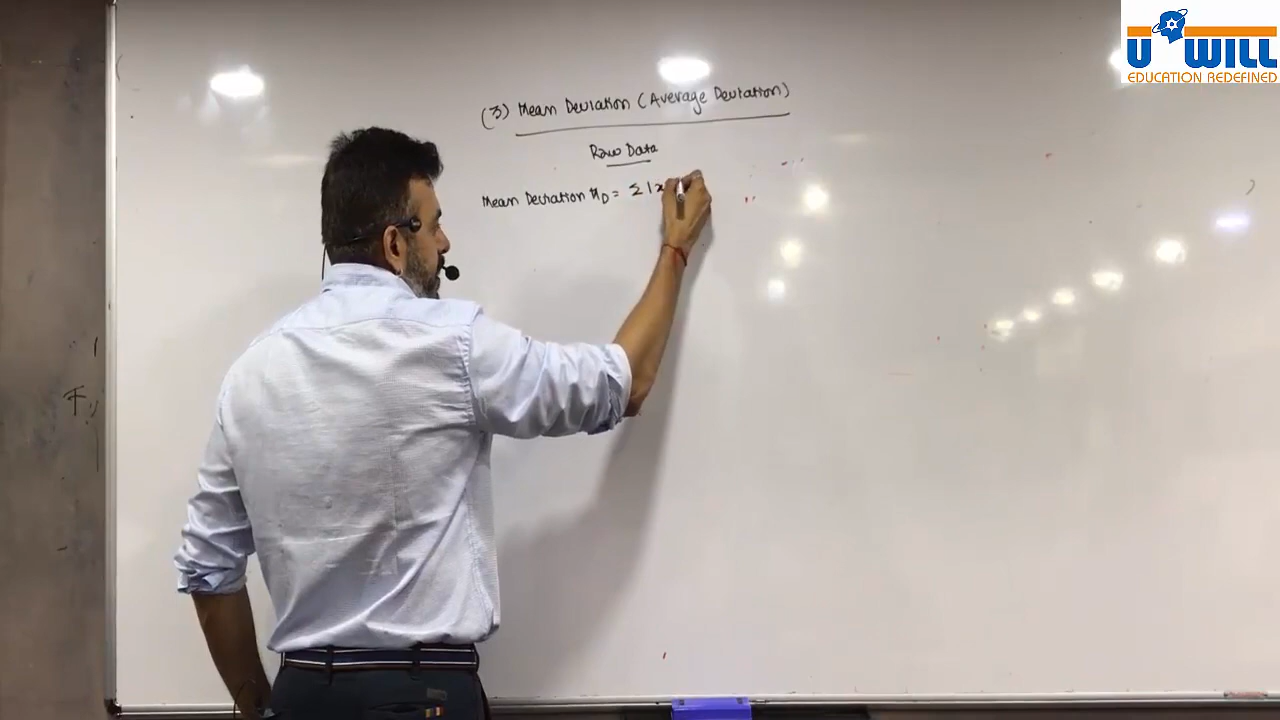 U WILL
EDUCATION REDEFINED
(3) Mean Deviation (Average Deviation)
Raw Data
Mean Deviation MD = Σ|x